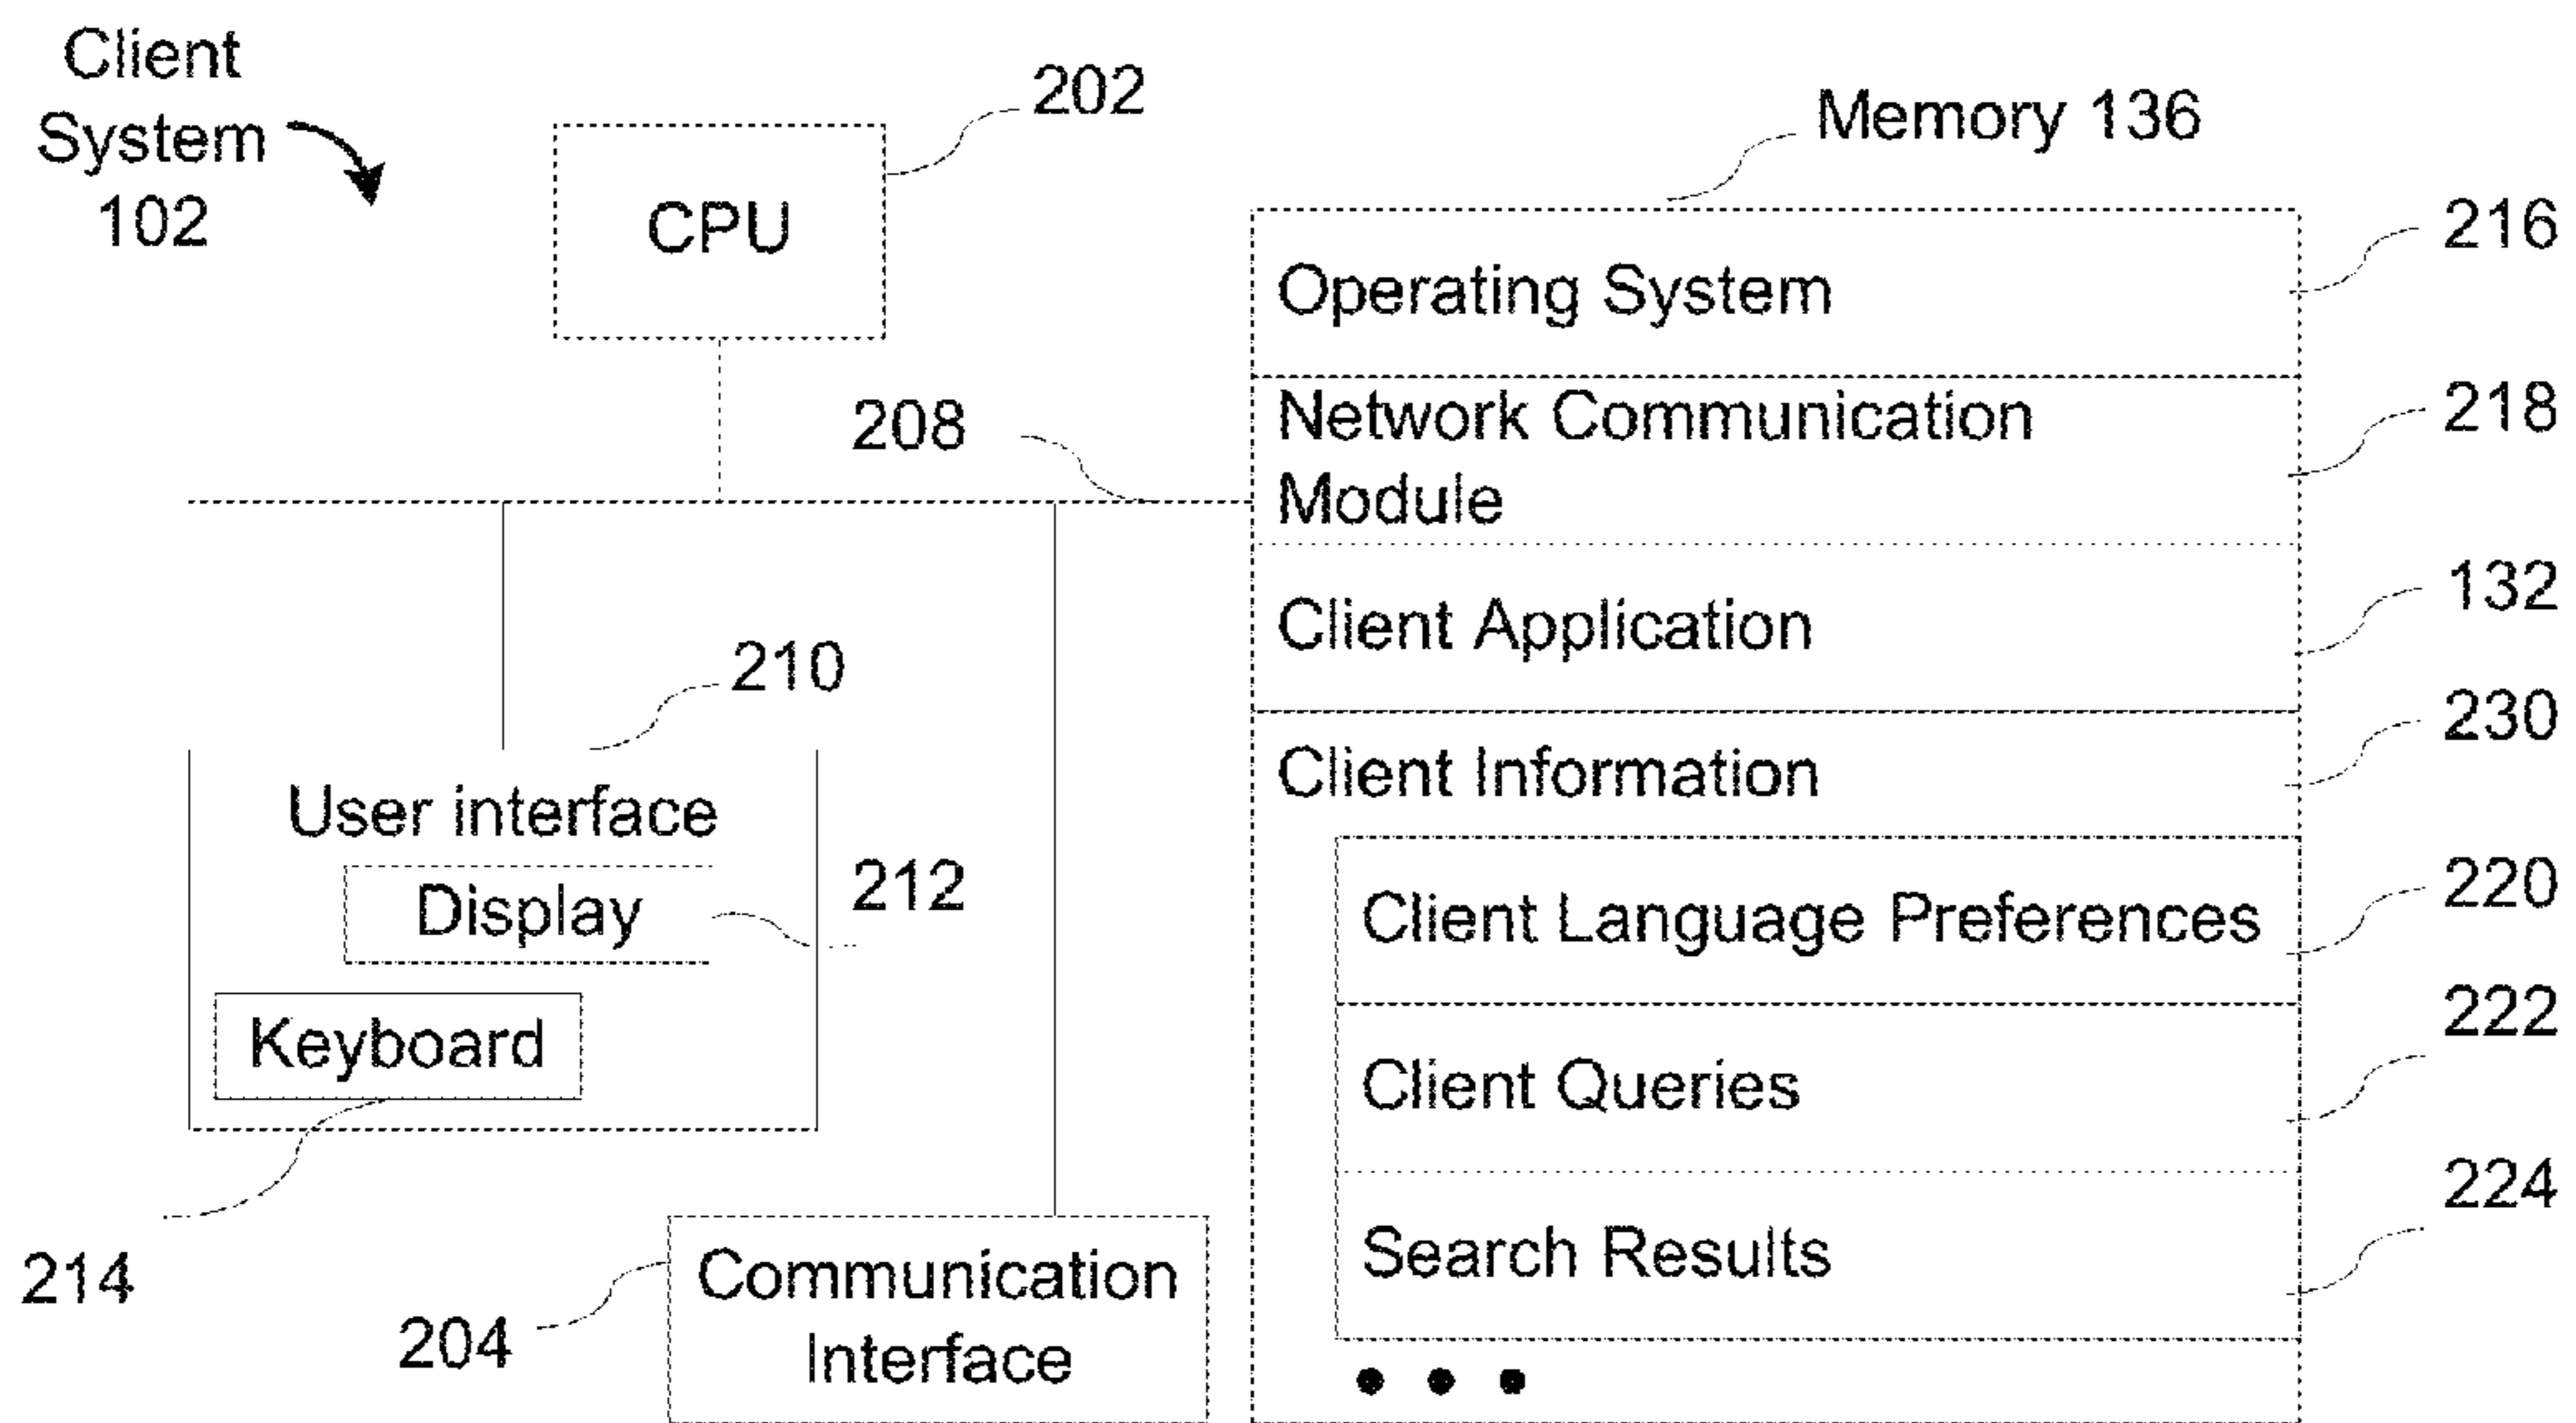 Client
System
102
CPU
202
208
210
User interface
Display
212
Keyboard
214
Communication
Interface
204
Memory 136
Operating System
216
Network Communication
Module
218
Client Application
132
Client Information
230
Client Language Preferences
220
Client Queries
222
Search Results
224
• • •